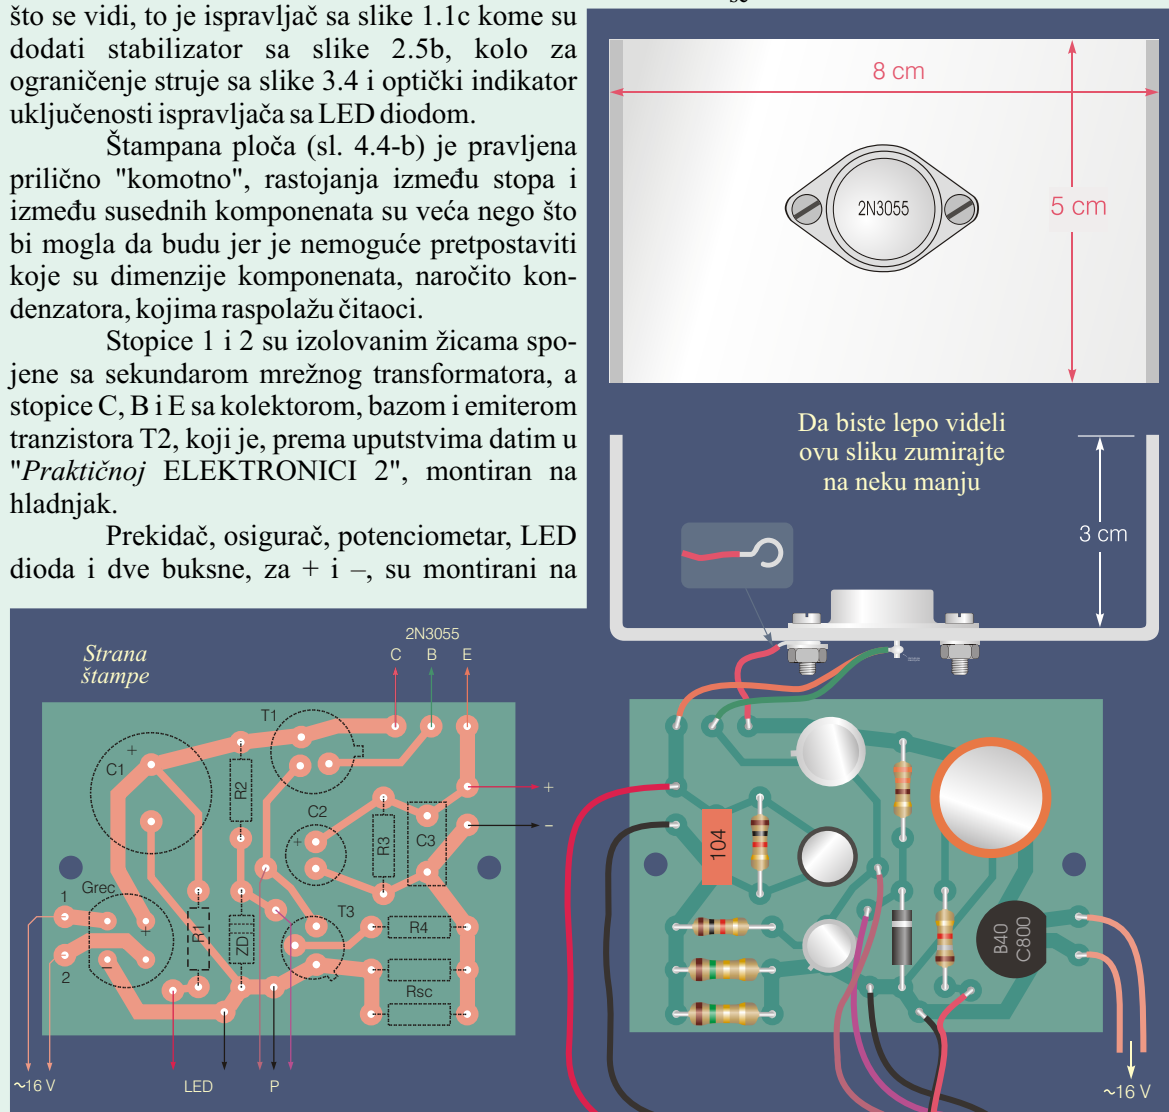 što se vidi, to je ispravljač sa slike 1.1c kome su
dodati stabilizator sa slike 2.5b, kolo za
ograničenje struje sa slike 3.4 i optički indikator
uključenosti ispravljača sa LED diodom.
Štampana ploča (sl. 4.4-b) je pravljena
prilično "komotno", rastojanja između stopa i
između susednih komponenata su veća nego što
bi mogla da budu jer je nemoguće pretpostaviti
koje su dimenzije komponenata, naročito kon-
denzatora, kojima raspolažu čitaoci.
Stopice 1 i 2 su izolovanim žicama spo-
jene sa sekundarom mrežnog transformatora, a
stopice C, B i E sa kolektorom, bazom i emiterom
tranzistora T2, koji je, prema uputstvima datim u
"Praktičnoj ELEKTRONICI 2", montiran na
hladnjak.
Prekidač, osigurač, potenciometar, LED
dioda i dve buksne, za + i –, su montirani na
8 cm
2N3055
5 cm
Da biste lepo videli
ovu sliku zumirajte
na neku manju
3 cm
Strana
štampe
2N3055
C B E
T1
+
C1
R2
C2
+
R3
C3
+
–
Grec
1
2
+
–
R1
ZD
T3
R4
Rsc
~16 V
LED
P
104
B40
C800
~16 V